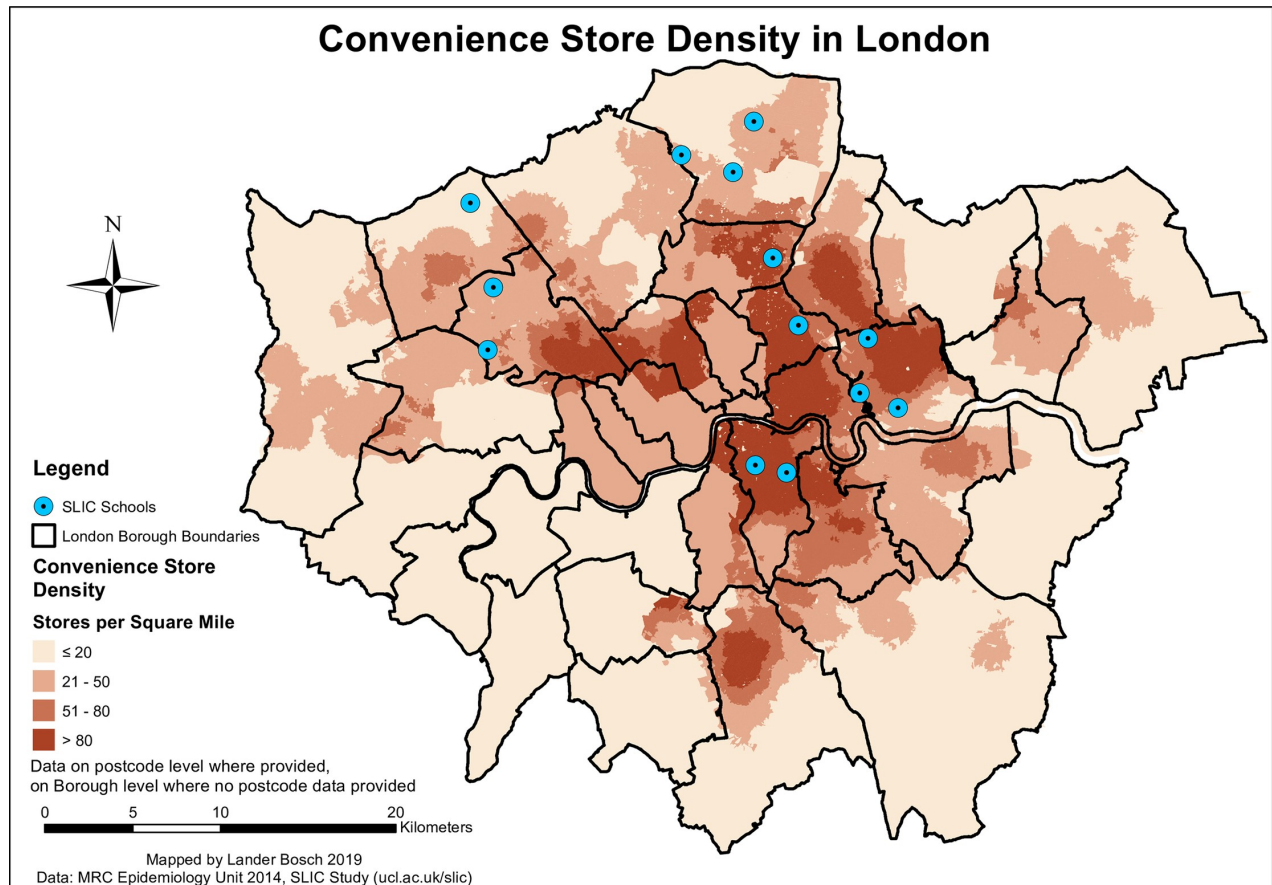 Convenience Store Density in London
N
Legend
SLIC Schools
London Borough Boundaries
Convenience Store
Density
Stores per Square Mile
≤ 20
21 - 50
51 - 80
> 80
Data on postcode level where provided,
on Borough level where no postcode data provided
0 5 10 20
Kilometers
Mapped by Lander Bosch 2019
Data: MRC Epidemiology Unit 2014, SLIC Study (ucl.ac.uk/slic)